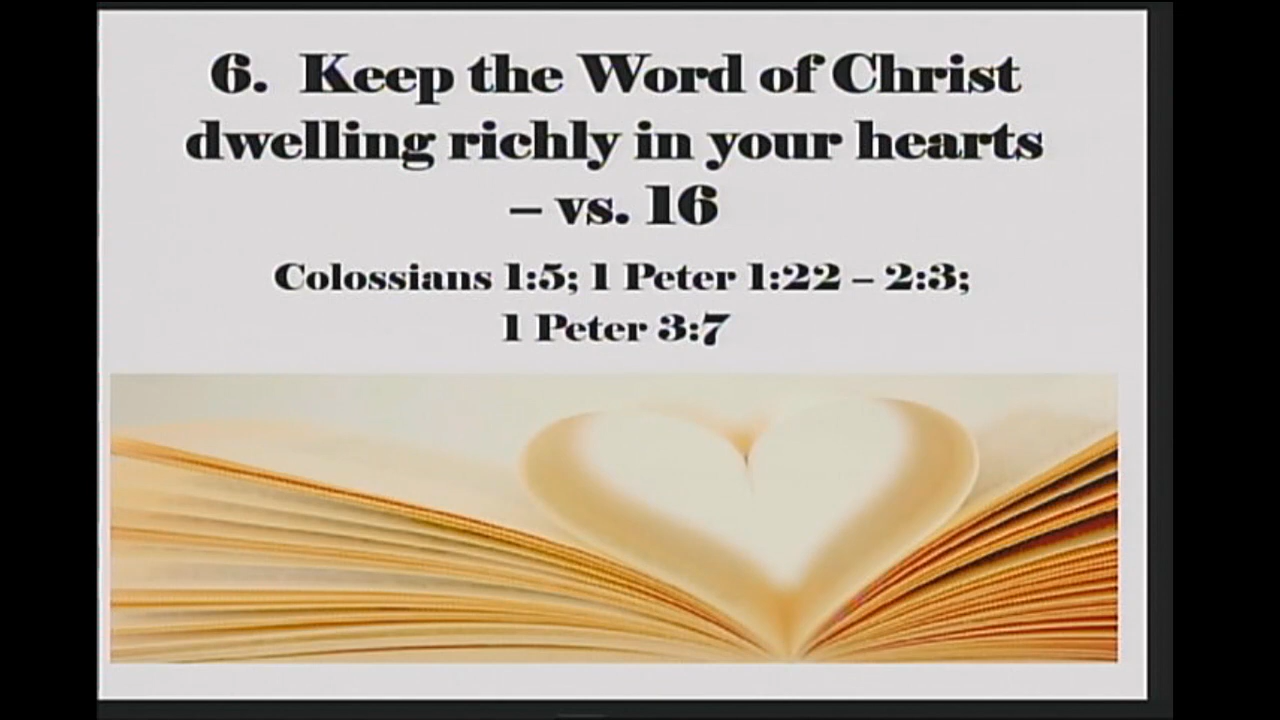 6. Keep the Word of Christ
dwelling richly in your hearts
– vs. 16
Colossians 1:5; 1 Peter 1:22 – 2:3;
1 Peter 3:7